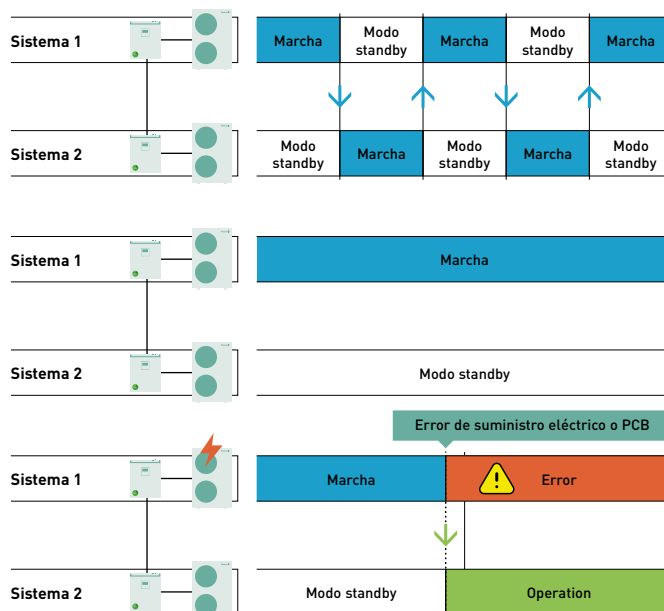 Sistema 1
Marcha
Modo
standby
Marcha
Modo
standby
Marcha
Sistema 2
Modo
standby
Marcha
Modo
standby
Marcha
Modo
standby
Sistema 1
Marcha
Sistema 2
Modo standby
Error de suministro eléctrico o PCB
Sistema 1
Marcha
!
Error
Sistema 2
Modo standby
Operation